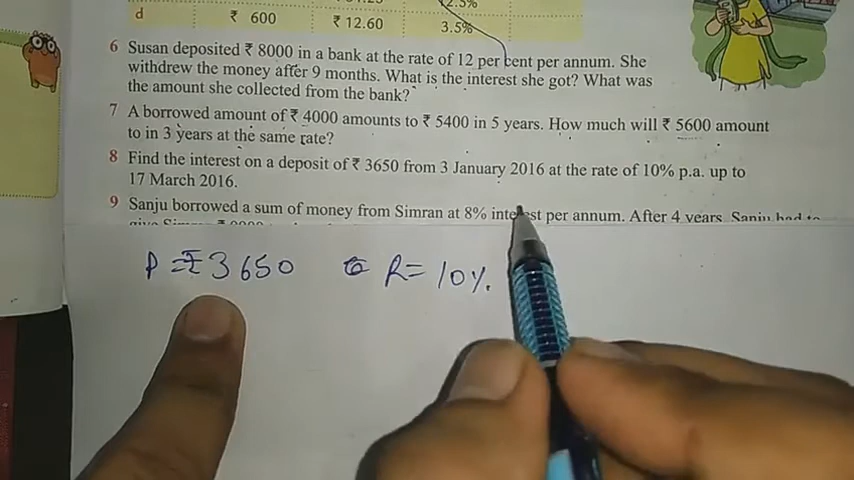 d ₹ 600 ₹ 12.60 3.5%
6 Susan deposited ₹ 8000 in a bank at the rate of 12 per cent per annum. She
withdrew the money after 9 months. What is the interest she got? What was
the amount she collected from the bank?
7 A borrowed amount of ₹ 4000 amounts to ₹ 5400 in 5 years. How much will ₹ 5600 amount
to in 3 years at the same rate?
8 Find the interest on a deposit of ₹ 3650 from 3 January 2016 at the rate of 10% p.a. up to
17 March 2016.
9 Sanju borrowed a sum of money from Simran at 8% interest per annum. After 4 years, Sanju had to
P = ₹ 3650 R = 10%.